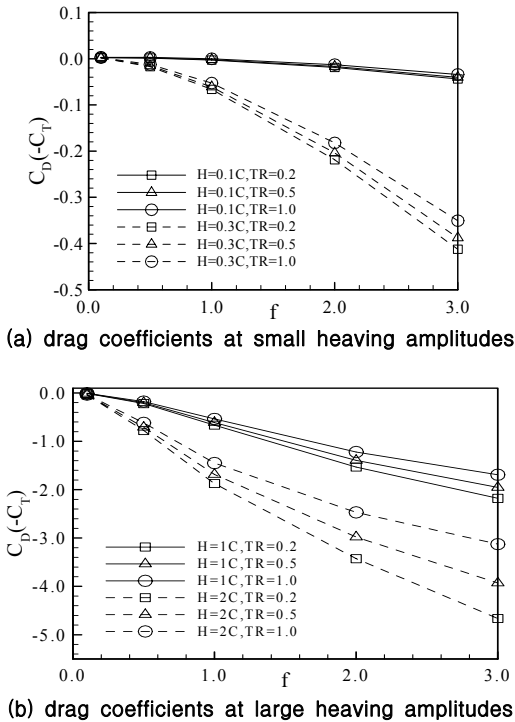 0.0
-0.1
-0.2
-0.3
-0.4
-0.5
C_D(-C_T)
H=0.1C,TR=0.2
H=0.1C,TR=0.5
H=0.1C,TR=1.0
H=0.3C,TR=0.2
H=0.3C,TR=0.5
H=0.3C,TR=1.0
0.0 1.0 2.0 3.0
f
(a) drag coefficients at small heaving amplitudes
0.0
-1.0
-2.0
-3.0
-4.0
-5.0
C_D(-C_T)
H=1C,TR=0.2
H=1C,TR=0.5
H=1C,TR=1.0
H=2C,TR=0.2
H=2C,TR=0.5
H=2C,TR=1.0
0.0 1.0 2.0 3.0
f
(b) drag coefficients at large heaving amplitudes